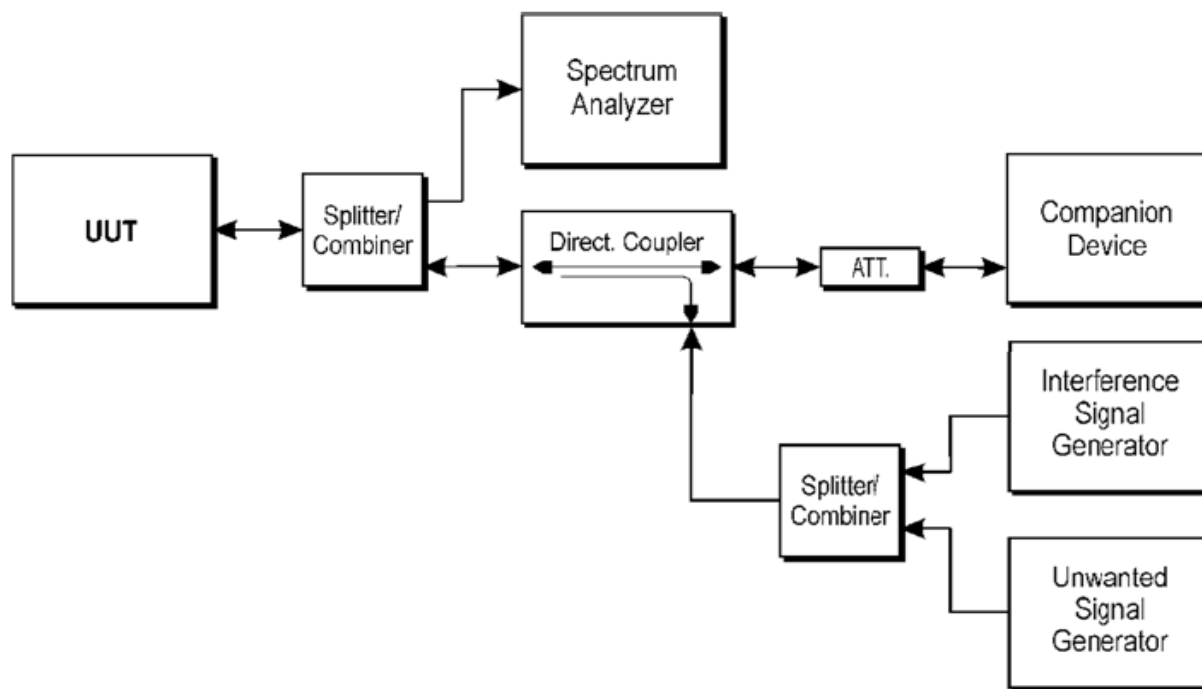 Spectrum
Analyzer
UUT
Splitter/
Combiner
Direct. Coupler
ATT.
Companion
Device
Interference
Signal
Generator
Splitter/
Combiner
Unwanted
Signal
Generator